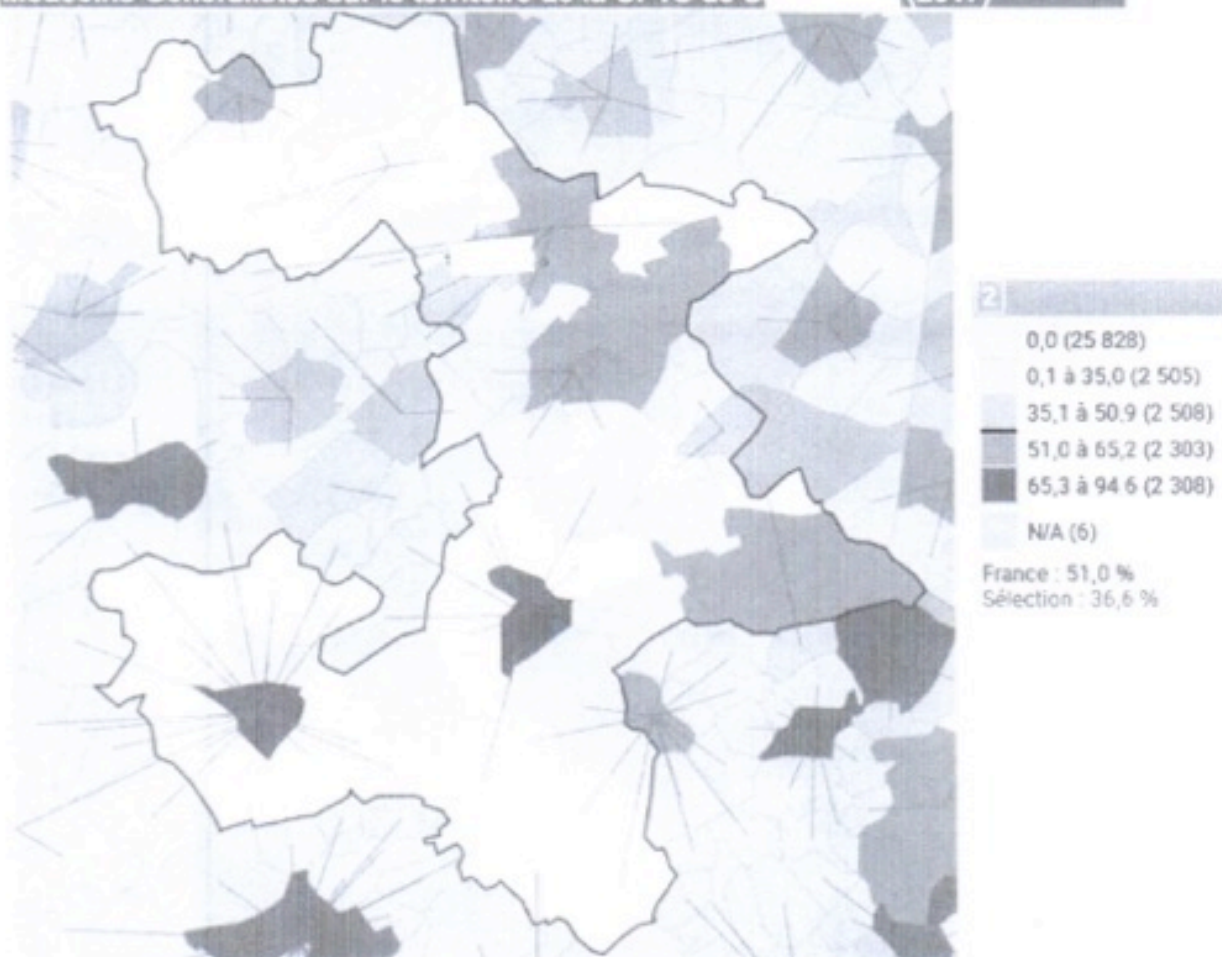 2
0,0 (25 828)
0,1 à 35,0 (2 505)
35,1 à 50,9 (2 508)
51,0 à 65,2 (2 303)
65,3 à 94 6 (2 308)
N/A (6)
France : 51,0 %
Sélection : 36,6 %